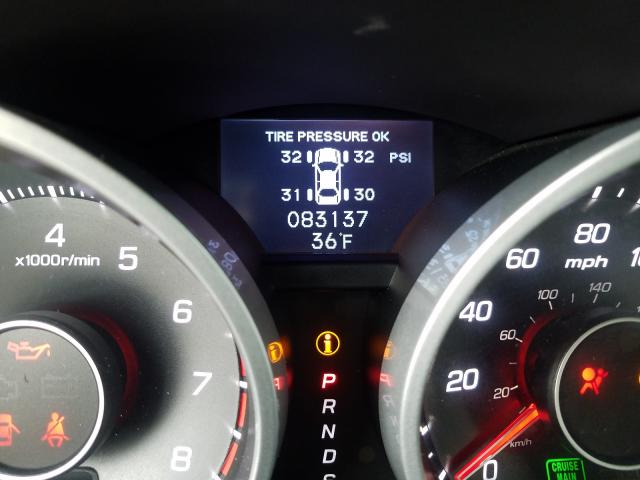 TIRE PRESSURE OK
32 32 PSI
31 30
083137
36°F
4
x1000r/min
5
6
7
8
i
P
R
N
D
80
60
mph
100
140
40
60
20
20
km/h
0
CRUISE
MAIN